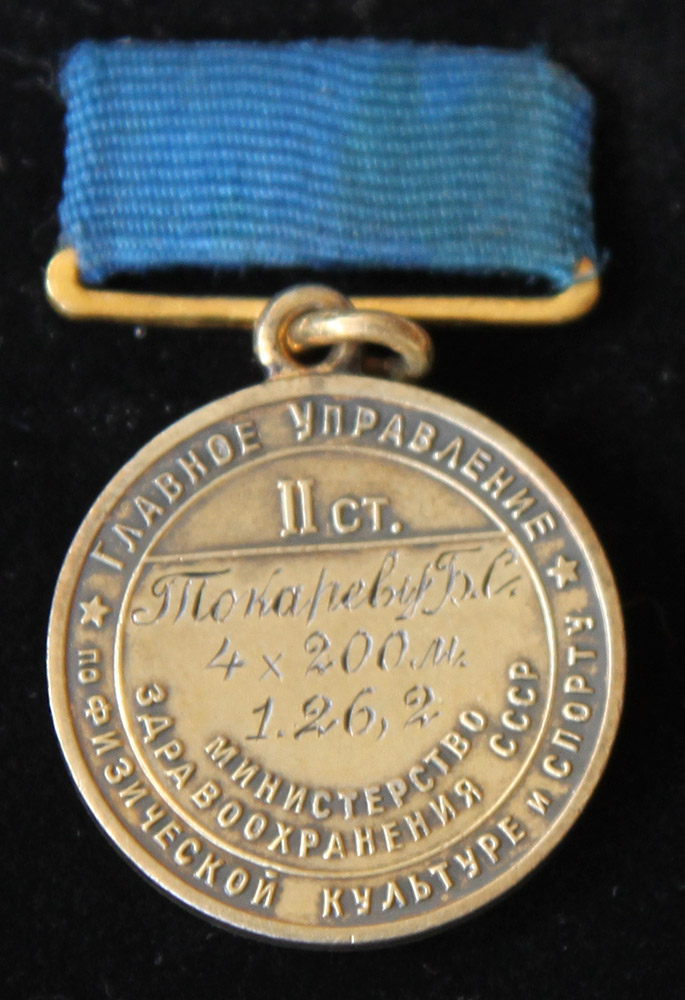 ГЛАВНОЕ УПРАВЛЕНИЕ
ПО ФИЗИЧЕСКОЙ КУЛЬТУРЕ И СПОРТУ
II СТ.
Токареву Б.С.
4 х 200 м.
1.26,2
МИНИСТЕРСТВО
ЗДРАВООХРАНЕНИЯ СССР